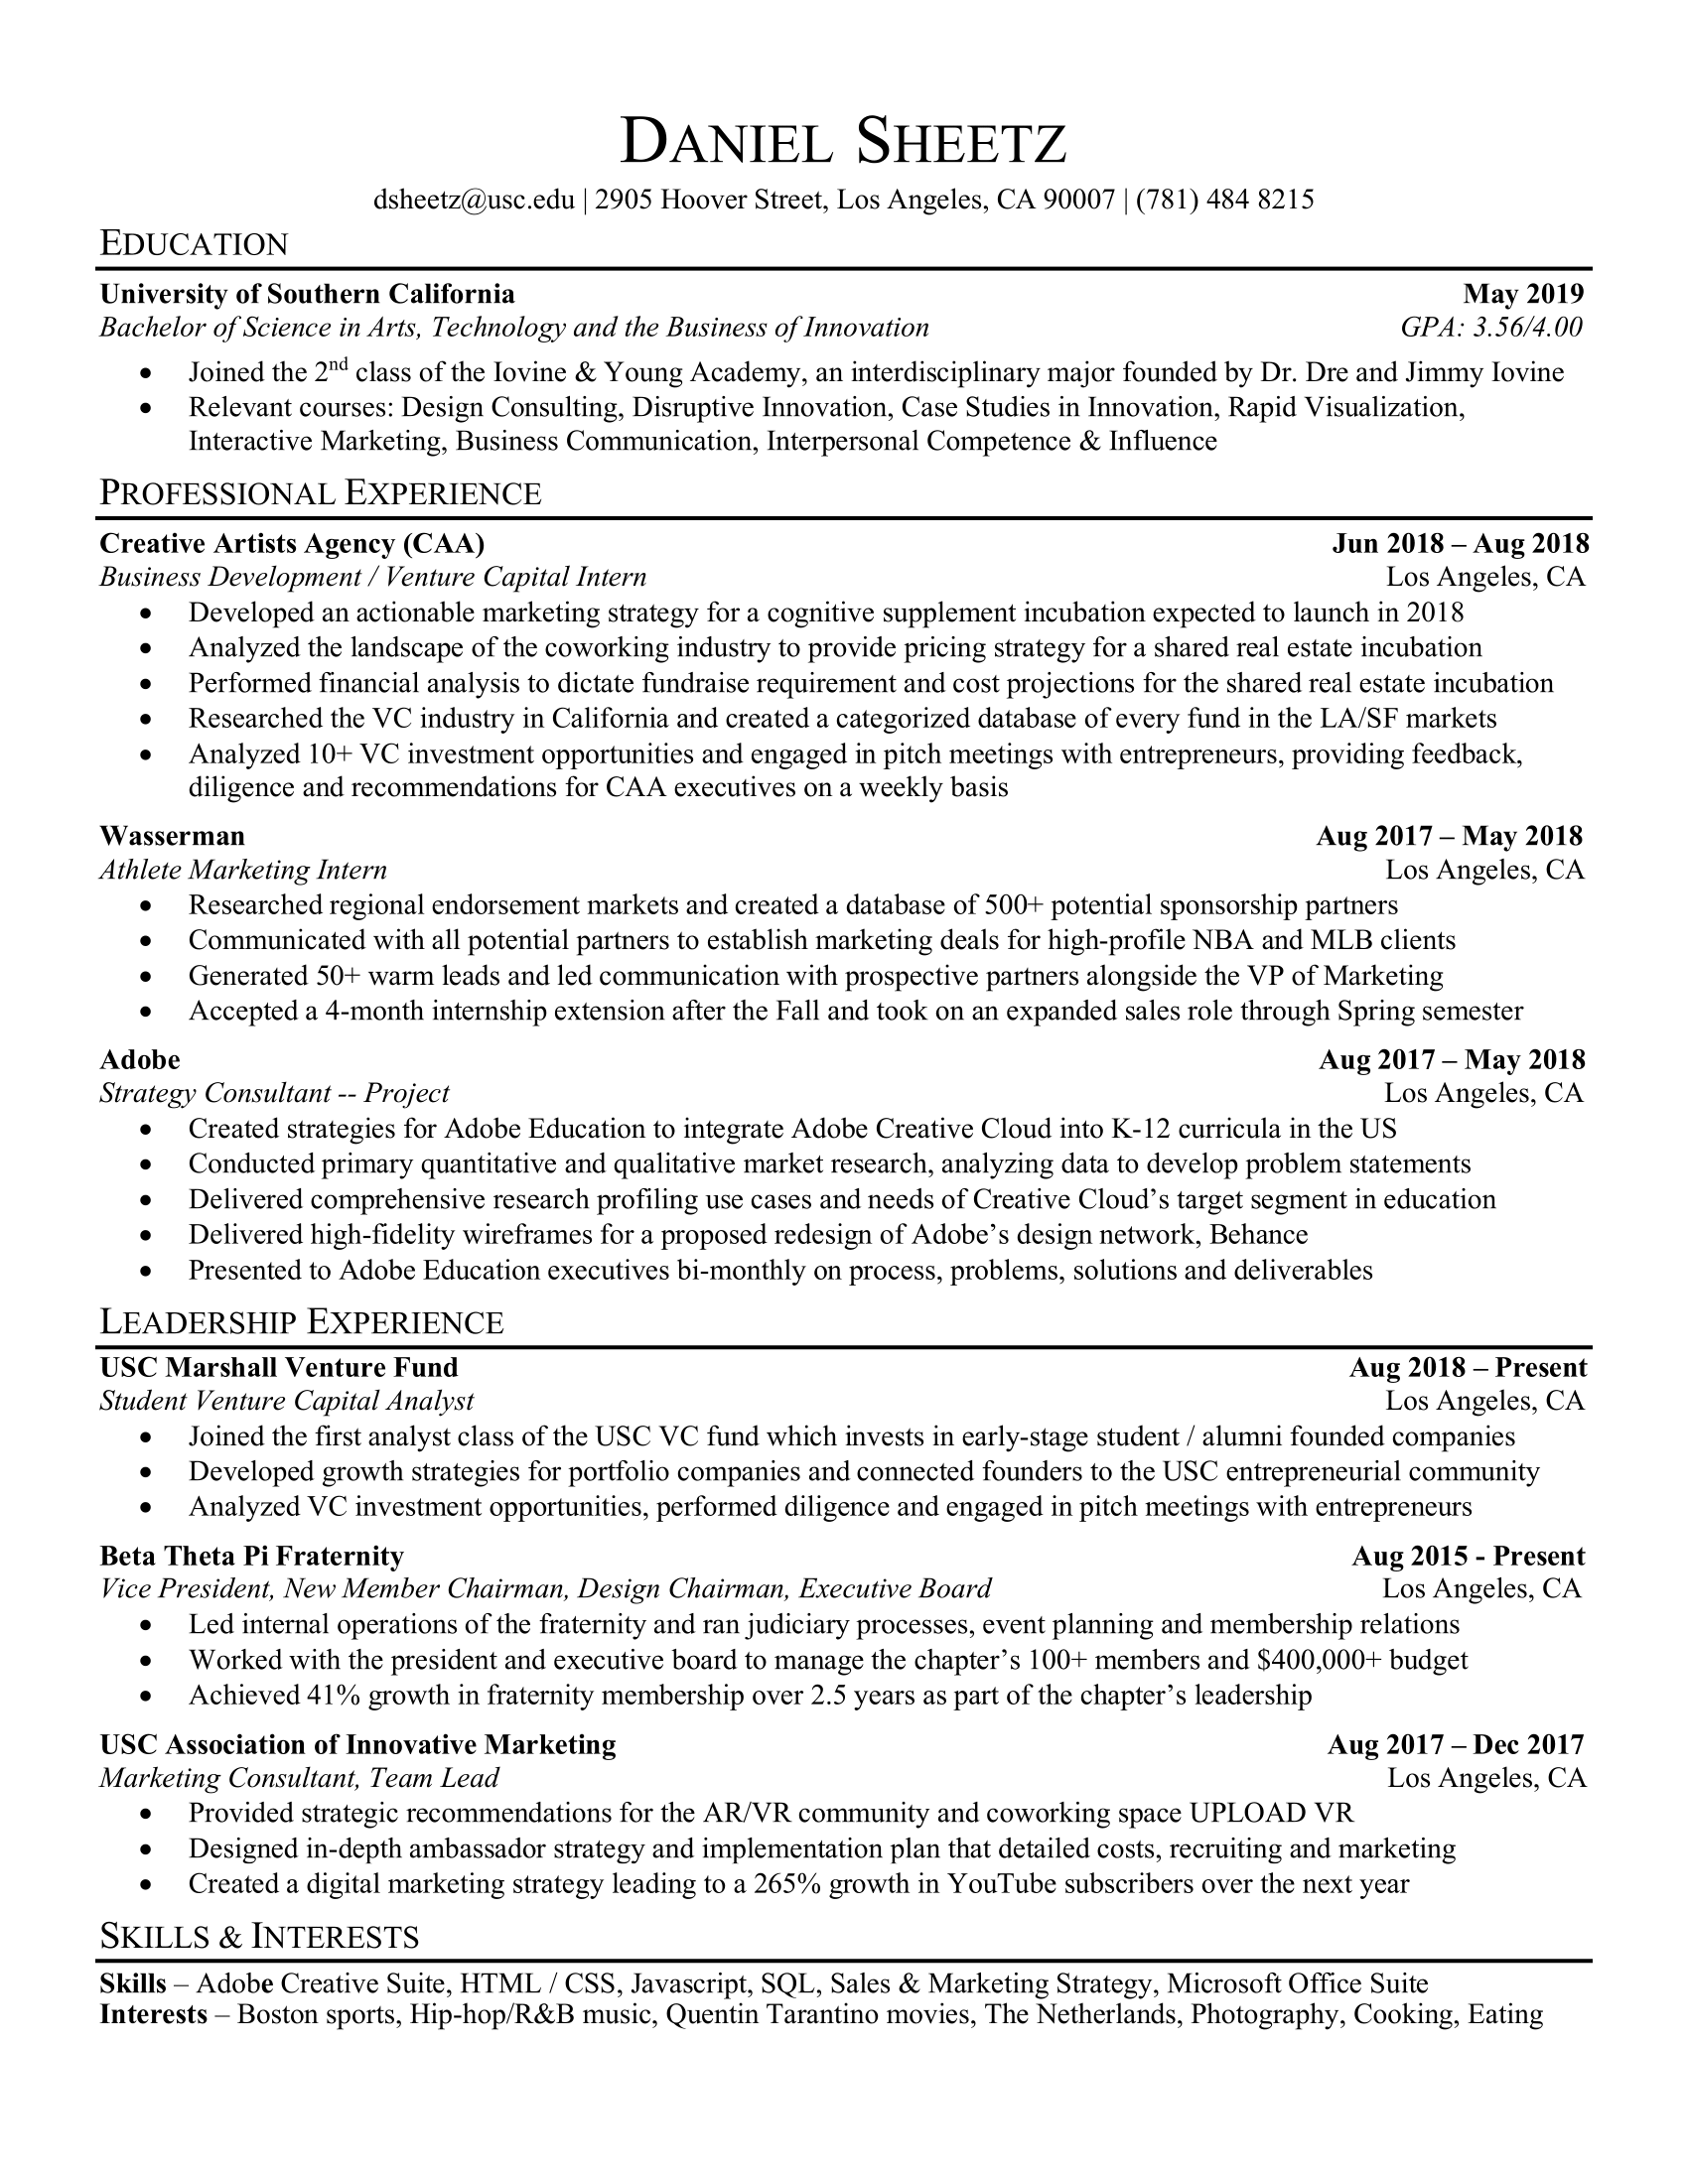 DANIEL SHEETZ
dsheetz@usc.edu | 2905 Hoover Street, Los Angeles, CA 90007 | (781) 484 8215
EDUCATION
University of Southern California May 2019
Bachelor of Science in Arts, Technology and the Business of Innovation GPA: 3.56/4.00
• Joined the 2nd class of the Iovine & Young Academy, an interdisciplinary major founded by Dr. Dre and Jimmy Iovine
• Relevant courses: Design Consulting, Disruptive Innovation, Case Studies in Innovation, Rapid Visualization,
Interactive Marketing, Business Communication, Interpersonal Competence & Influence
PROFESSIONAL EXPERIENCE
Creative Artists Agency (CAA) Jun 2018 – Aug 2018
Business Development / Venture Capital Intern Los Angeles, CA
• Developed an actionable marketing strategy for a cognitive supplement incubation expected to launch in 2018
• Analyzed the landscape of the coworking industry to provide pricing strategy for a shared real estate incubation
• Performed financial analysis to dictate fundraise requirement and cost projections for the shared real estate incubation
• Researched the VC industry in California and created a categorized database of every fund in the LA/SF markets
• Analyzed 10+ VC investment opportunities and engaged in pitch meetings with entrepreneurs, providing feedback,
diligence and recommendations for CAA executives on a weekly basis
Wasserman Aug 2017 – May 2018
Athlete Marketing Intern Los Angeles, CA
• Researched regional endorsement markets and created a database of 500+ potential sponsorship partners
• Communicated with all potential partners to establish marketing deals for high-profile NBA and MLB clients
• Generated 50+ warm leads and led communication with prospective partners alongside the VP of Marketing
• Accepted a 4-month internship extension after the Fall and took on an expanded sales role through Spring semester
Adobe Aug 2017 – May 2018
Strategy Consultant -- Project Los Angeles, CA
• Created strategies for Adobe Education to integrate Adobe Creative Cloud into K-12 curricula in the US
• Conducted primary quantitative and qualitative market research, analyzing data to develop problem statements
• Delivered comprehensive research profiling use cases and needs of Creative Cloud’s target segment in education
• Delivered high-fidelity wireframes for a proposed redesign of Adobe’s design network, Behance
• Presented to Adobe Education executives bi-monthly on process, problems, solutions and deliverables
LEADERSHIP EXPERIENCE
USC Marshall Venture Fund Aug 2018 – Present
Student Venture Capital Analyst Los Angeles, CA
• Joined the first analyst class of the USC VC fund which invests in early-stage student / alumni founded companies
• Developed growth strategies for portfolio companies and connected founders to the USC entrepreneurial community
• Analyzed VC investment opportunities, performed diligence and engaged in pitch meetings with entrepreneurs
Beta Theta Pi Fraternity Aug 2015 - Present
Vice President, New Member Chairman, Design Chairman, Executive Board Los Angeles, CA
• Led internal operations of the fraternity and ran judiciary processes, event planning and membership relations
• Worked with the president and executive board to manage the chapter’s 100+ members and $400,000+ budget
• Achieved 41% growth in fraternity membership over 2.5 years as part of the chapter’s leadership
USC Association of Innovative Marketing Aug 2017 – Dec 2017
Marketing Consultant, Team Lead Los Angeles, CA
• Provided strategic recommendations for the AR/VR community and coworking space UPLOAD VR
• Designed in-depth ambassador strategy and implementation plan that detailed costs, recruiting and marketing
• Created a digital marketing strategy leading to a 265% growth in YouTube subscribers over the next year
SKILLS & INTERESTS
Skills – Adobe Creative Suite, HTML / CSS, Javascript, SQL, Sales & Marketing Strategy, Microsoft Office Suite
Interests – Boston sports, Hip-hop/R&B music, Quentin Tarantino movies, The Netherlands, Photography, Cooking, Eating